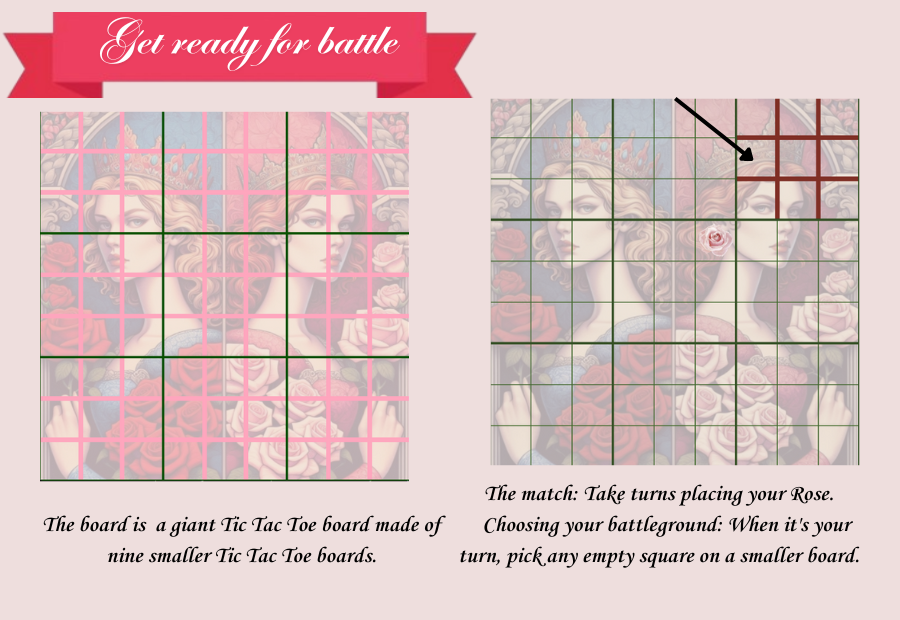 Get ready for battle
The board is a giant Tic Tac Toe board made of
nine smaller Tic Tac Toe boards.
The match: Take turns placing your Rose.
Choosing your battleground: When it's your
turn, pick any empty square on a smaller board.